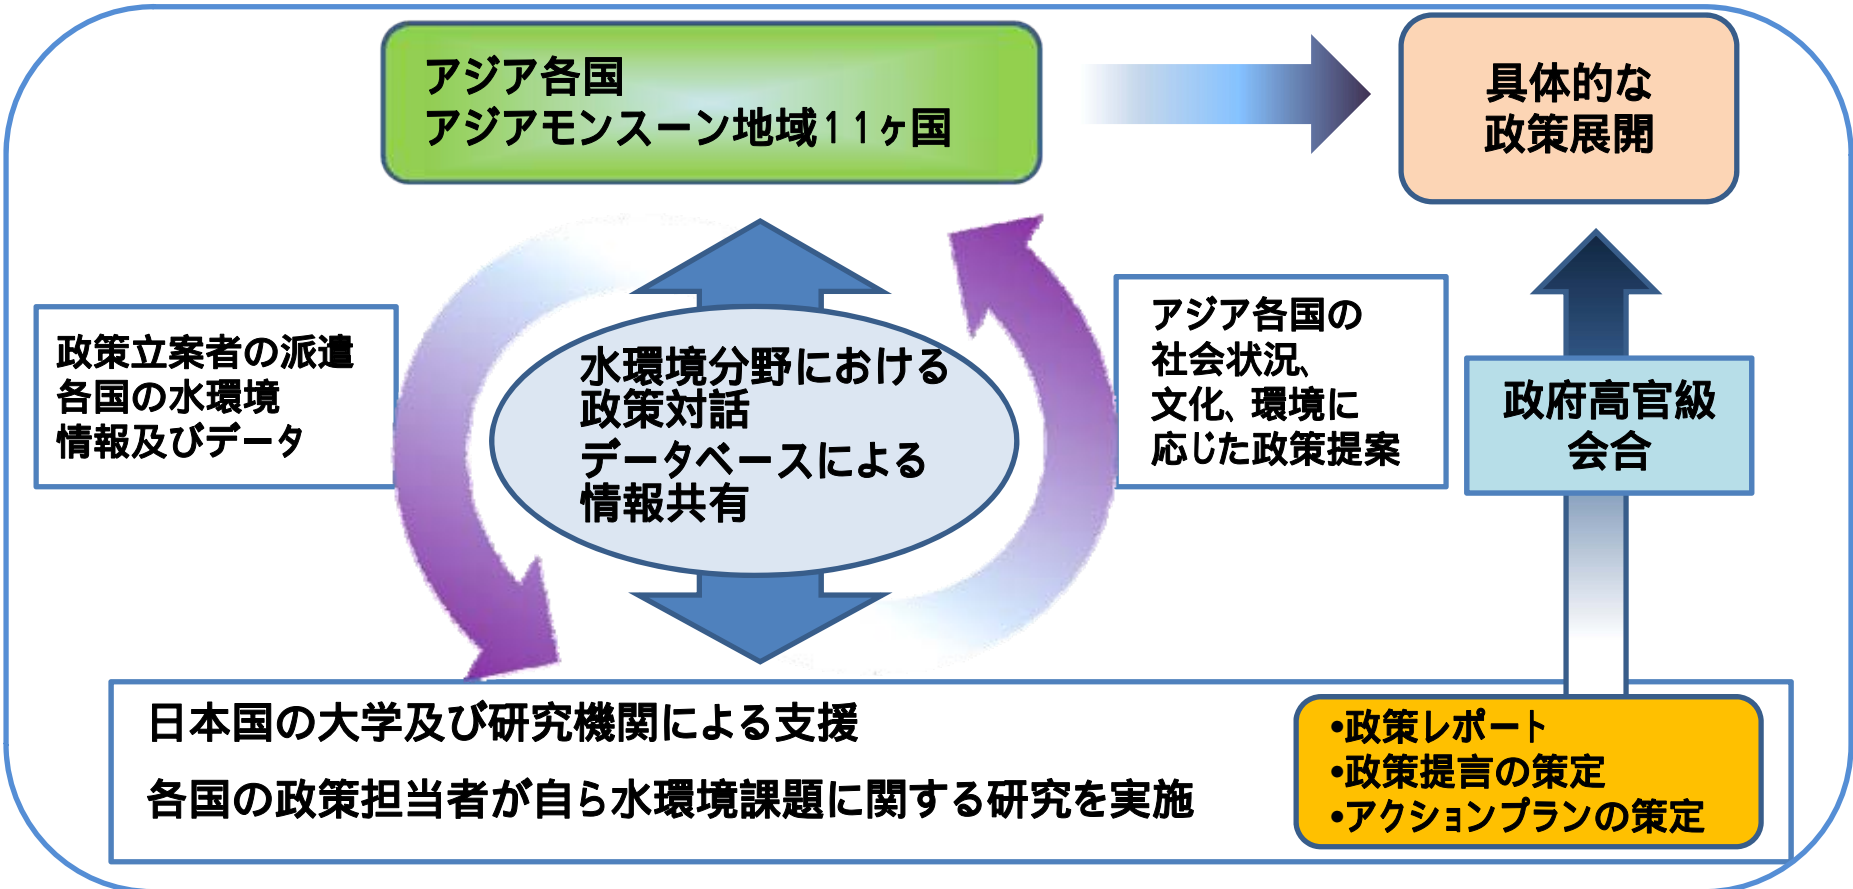 アジア各国
アジアモンスーン地域11ヶ国
具体的な
政策展開
政策立案者の派遣
各国の水環境
情報及びデータ
水環境分野における
政策対話
データベースによる
情報共有
アジア各国の
社会状況、
文化、環境に
応じた政策提案
政府高官級
会合
日本国の大学及び研究機関による支援
各国の政策担当者が自ら水環境課題に関する研究を実施
•政策レポート
•政策提言の策定
•アクションプランの策定